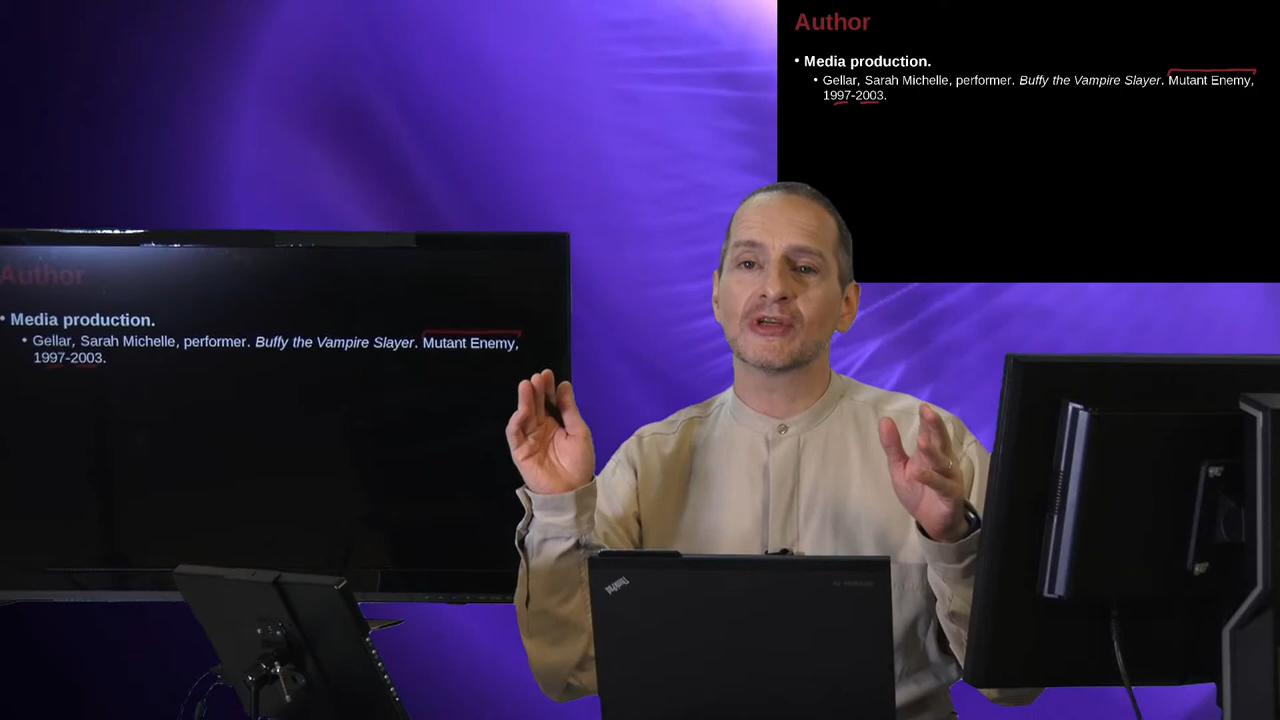 Author
• Media production.
• Gellar, Sarah Michelle, performer. Buffy the Vampire Slayer. Mutant Enemy,
1997-2003.
Author
• Media production.
• Gellar, Sarah Michelle, performer. Buffy the Vampire Slayer. Mutant Enemy,
1997-2003.
ThinkPad